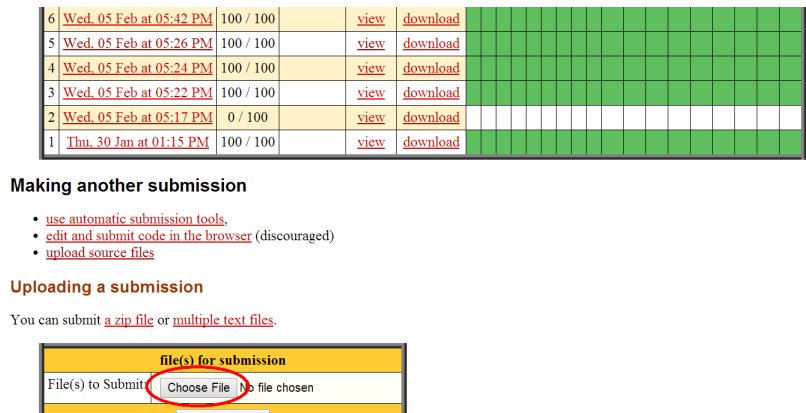 6 Wed, 05 Feb at 05:42 PM 100 / 100 view download
5 Wed, 05 Feb at 05:26 PM 100 / 100 view download
4 Wed, 05 Feb at 05:24 PM 100 / 100 view download
3 Wed, 05 Feb at 05:22 PM 100 / 100 view download
2 Wed, 05 Feb at 05:17 PM 0 / 100 view download
1 Thu, 30 Jan at 01:15 PM 100 / 100 view download
Making another submission
• use automatic submission tools,
• edit and submit code in the browser (discouraged)
• upload source files
Uploading a submission
You can submit a zip file or multiple text files.
file(s) for submission
File(s) to Submit: Choose File No file chosen